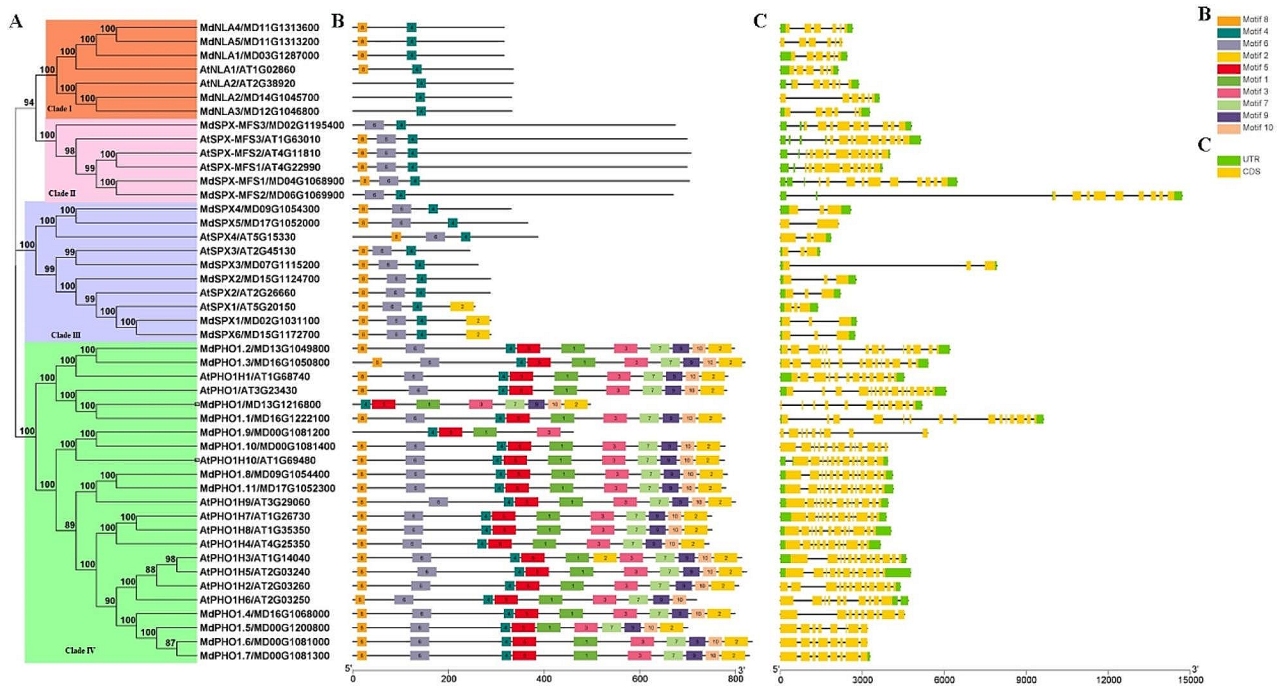 A B C B
Motif 8
Motif 4
Motif 6
Motif 2
Motif 5
Motif 1
Motif 3
Motif 7
Motif 9
Motif 10
C
UTR
CDS
MdNLA4/MD11G1313600
MdNLA5/MD11G1313200
MdNLA1/MD03G1287000
AtNLA1/AT1G02860
AtNLA2/AT2G38920
MdNLA2/MD14G1045700
MdNLA3/MD12G1046800
Clade I
MdSPX-MFS3/MD02G1195400
AtSPX-MFS3/AT1G63010
AtSPX-MFS2/AT4G11810
AtSPX-MFS1/AT4G22990
MdSPX-MFS1/MD04G1068900
MdSPX-MFS2/MD06G1069900
Clade II
MdSPX4/MD09G1054300
MdSPX5/MD17G1052000
AtSPX4/AT5G15330
AtSPX3/AT2G45130
MdSPX3/MD07G1115200
MdSPX2/MD15G1124700
AtSPX2/AT2G26660
AtSPX1/AT5G20150
MdSPX1/MD02G1031100
MdSPX6/MD15G1172700
Clade III
MdPHO1.2/MD13G1049800
MdPHO1.3/MD16G1050800
AtPHO1H1/AT1G68740
AtPHO1/AT3G23430
MdPHO1/MD13G1216800
MdPHO1.1/MD16G1222100
MdPHO1.9/MD00G1081200
MdPHO1.10/MD00G1081400
AtPHO1H10/AT1G69480
MdPHO1.8/MD09G1054400
MdPHO1.11/MD17G1052300
AtPHO1H9/AT3G29060
AtPHO1H7/AT1G26730
AtPHO1H8/AT1G35350
AtPHO1H4/AT4G25350
AtPHO1H3/AT1G14040
AtPHO1H5/AT2G03240
AtPHO1H2/AT2G03260
AtPHO1H6/AT2G03250
MdPHO1.4/MD16G1068000
MdPHO1.5/MD00G1200800
MdPHO1.6/MD00G1081000
MdPHO1.7/MD00G1081300
Clade IV
5' 3' 5' 3'
0 200 400 600 800 0 3000 6000 9000 12000 15000